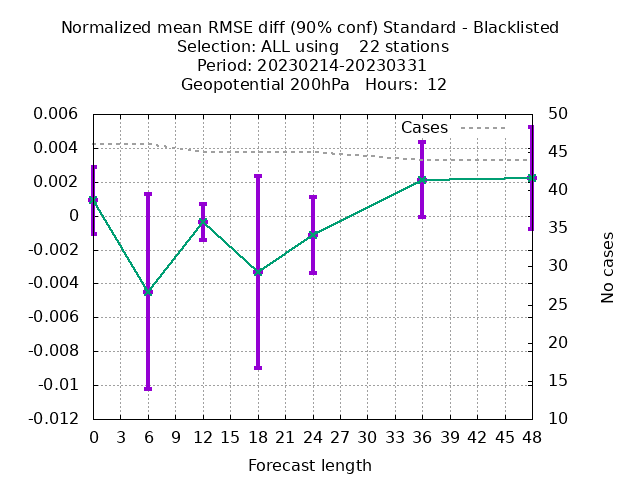 Normalized mean RMSE diff (90% conf) Standard - Blacklisted
Selection: ALL using    22 stations
Period: 20230214-20230331
Geopotential 200hPa   Hours:  12
Cases
0.006
0.004
0.002
0
-0.002
-0.004
-0.006
-0.008
-0.01
-0.012
50
45
40
35
30
25
20
15
10
No cases
0 3 6 9 12 15 18 21 24 27 30 33 36 39 42 45 48
Forecast length